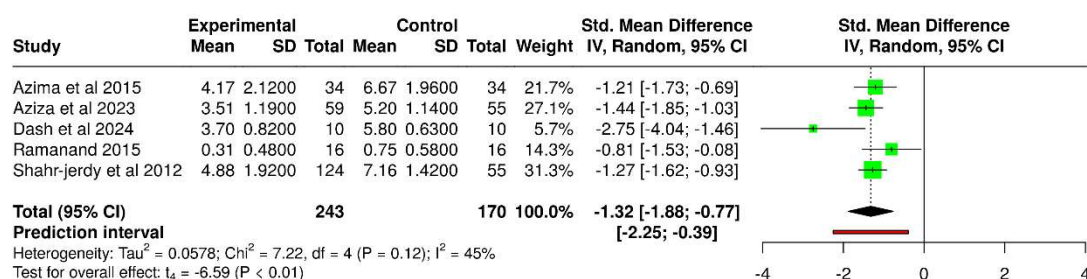 Experimental Control Std. Mean Difference Std. Mean Difference
Study Mean SD Total Mean SD Total Weight IV, Random, 95% CI IV, Random, 95% CI
Azima et al 2015 4.17 2.1200 34 6.67 1.9600 34 21.7% -1.21 [-1.73; -0.69]
Aziza et al 2023 3.51 1.1900 59 5.20 1.1400 55 27.1% -1.44 [-1.85; -1.03]
Dash et al 2024 3.70 0.8200 10 5.80 0.6300 10 5.7% -2.75 [-4.04; -1.46]
Ramanand 2015 0.31 0.4800 16 0.75 0.5800 16 14.3% -0.81 [-1.53; -0.08]
Shahr-jerdy et al 2012 4.88 1.9200 124 7.16 1.4200 55 31.3% -1.27 [-1.62; -0.93]
Total (95% CI) 243 170 100.0% -1.32 [-1.88; -0.77]
Prediction interval [-2.25; -0.39]
Heterogeneity: Tau² = 0.0578; Chi² = 7.22, df = 4 (P = 0.12); I² = 45%
Test for overall effect: t₄ = -6.59 (P < 0.01)
-4 -2 0 2 4